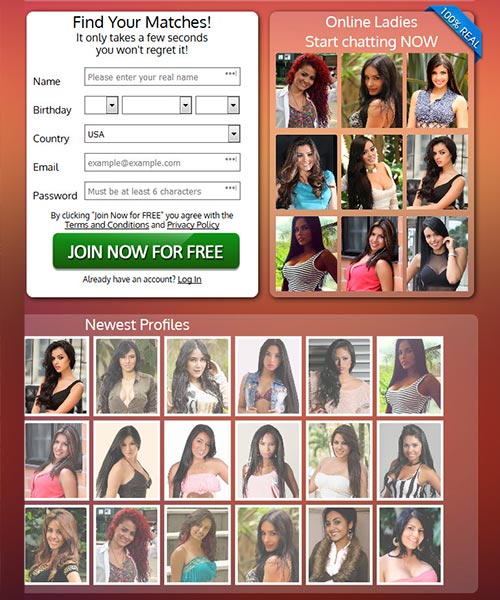 Find Your Matches!
It only takes a few seconds
you won't regret it!
Name
Please enter your real name
Birthday
Country
USA
Email
example@example.com
Password
Must be at least 6 characters
By clicking "Join Now for FREE" you agree with the
Terms and Conditions and Privacy Policy
JOIN NOW FOR FREE
Already have an account? Log In
Online Ladies
Start chatting NOW
100% REAL
Newest Profiles